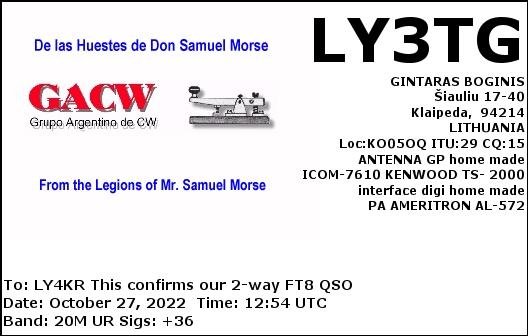 De las Huestes de Don Samuel Morse
GACW
Grupo Argentino de CW
From the Legions of Mr. Samuel Morse
LY3TG
GINTARAS BOGINIS
Šiauliu 17-40
Klaipeda, 94214
LITHUANIA
Loc:KO05OQ ITU:29 CQ:15
ANTENNA GP home made
ICOM-7610 KENWOOD TS- 2000
interface digi home made
PA AMERITRON AL-572
To: LY4KR This confirms our 2-way FT8 QSO
Date: October 27, 2022 Time: 12:54 UTC
Band: 20M UR Sigs: +36